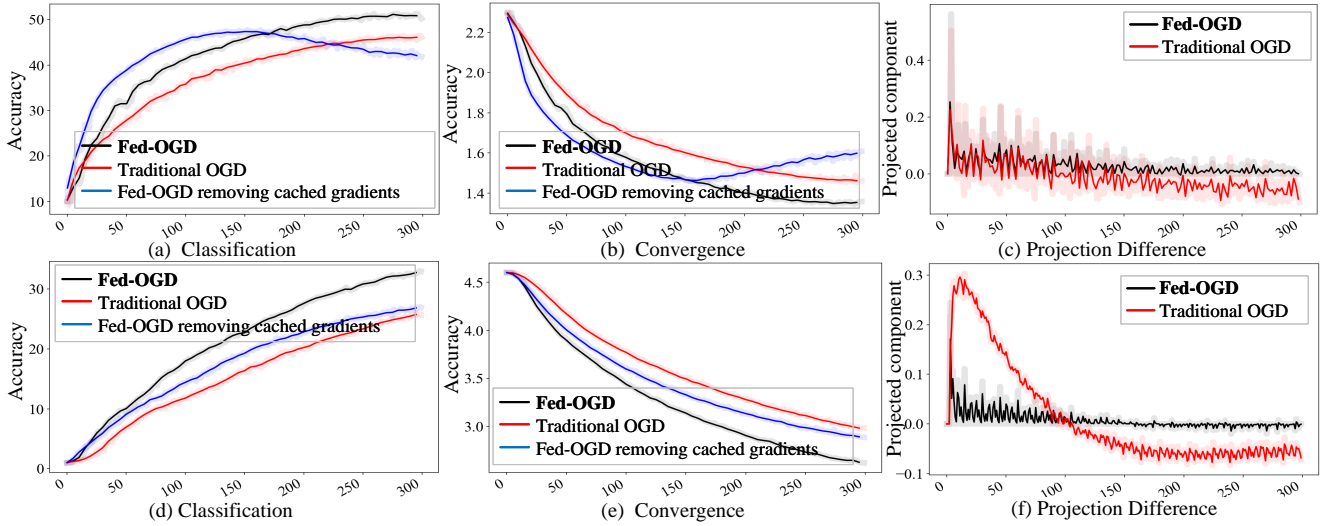 Accuracy
50
40
30
20
10
Fed-OGD
Traditional OGD
Fed-OGD removing cached gradients
0 50 100 150 200 250 300
(a) Classification
Accuracy
2.2
2.0
1.8
1.6
1.4
Fed-OGD
Traditional OGD
Fed-OGD removing cached gradients
0 50 100 150 200 250 300
(b) Convergence
Projected component
0.4
0.2
0.0
Fed-OGD
Traditional OGD
0 50 100 150 200 250 300
(c) Projection Difference
Accuracy
30
20
10
0
Fed-OGD
Traditional OGD
Fed-OGD removing cached gradients
0 50 100 150 200 250 300
(d) Classification
Accuracy
4.5
4.0
3.5
3.0
Fed-OGD
Traditional OGD
Fed-OGD removing cached gradients
0 50 100 150 200 250 300
(e) Convergence
Projected component
0.3
0.2
0.1
0.0
−0.1
Fed-OGD
Traditional OGD
0 50 100 150 200 250 300
(f) Projection Difference